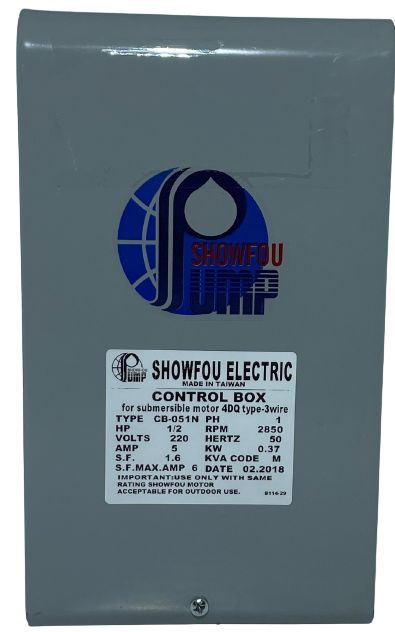 SHOWFOU
PUMP
SHOWFOU
PUMP
SHOWFOU ELECTRIC
MADE IN TAIWAN
CONTROL BOX
for submersible motor 4DQ type-3wire
TYPE CB-051N PH 1
HP 1/2 RPM 2850
VOLTS 220 HERTZ 50
AMP 5 KW 0.37
S.F. 1.6 KVA CODE M
S.F.MAX.AMP 6 DATE 02.2018
IMPORTANT:USE ONLY WITH SAME
RATING SHOWFOU MOTOR
ACCEPTABLE FOR OUTDOOR USE. B114-29